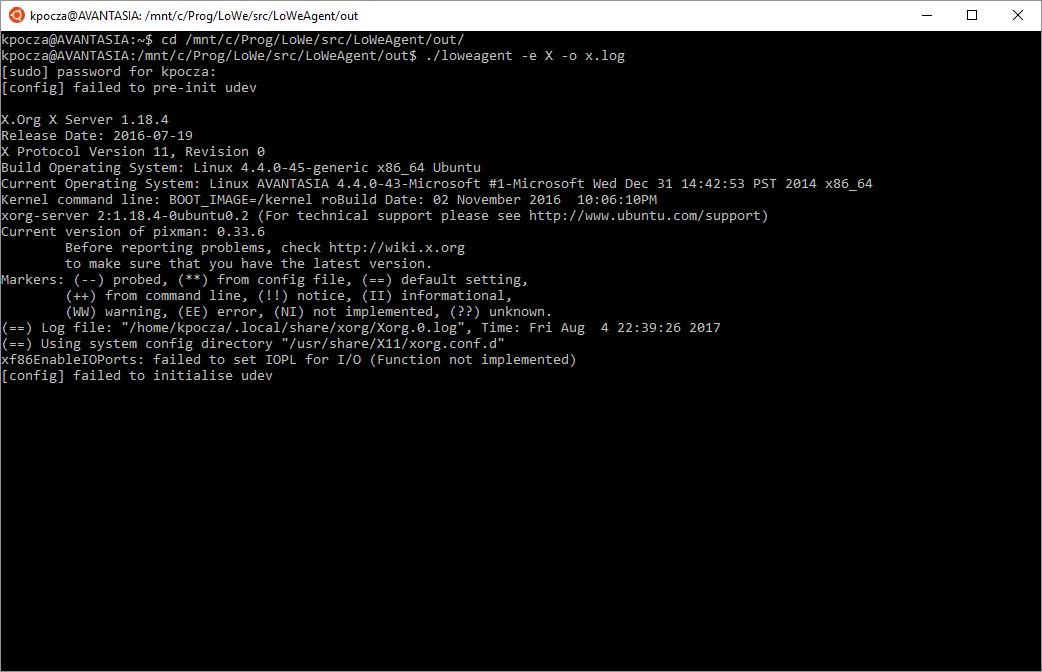 kpocza@AVANTASIA: /mnt/c/Prog/LoWe/src/LoWeAgent/out
kpocza@AVANTASIA:~$ cd /mnt/c/Prog/LoWe/src/LoWeAgent/out/
kpocza@AVANTASIA:/mnt/c/Prog/LoWe/src/LoWeAgent/out$ ./loweagent -e X -o x.log
[sudo] password for kpocza:
[config] failed to pre-init udev
X.Org X Server 1.18.4
Release Date: 2016-07-19
X Protocol Version 11, Revision 0
Build Operating System: Linux 4.4.0-45-generic x86_64 Ubuntu
Current Operating System: Linux AVANTASIA 4.4.0-43-Microsoft #1-Microsoft Wed Dec 31 14:42:53 PST 2014 x86_64
Kernel command line: BOOT_IMAGE=/kernel roBuild Date: 02 November 2016  10:06:10PM
xorg-server 2:1.18.4-0ubuntu0.2 (For technical support please see http://www.ubuntu.com/support)
Current version of pixman: 0.33.6
        Before reporting problems, check http://wiki.x.org
        to make sure that you have the latest version.
Markers: (--) probed, (**) from config file, (==) default setting,
        (++) from command line, (!!) notice, (II) informational,
        (WW) warning, (EE) error, (NI) not implemented, (??) unknown.
(==) Log file: "/home/kpocza/.local/share/xorg/Xorg.0.log", Time: Fri Aug  4 22:39:26 2017
(==) Using system config directory "/usr/share/X11/xorg.conf.d"
xf86EnableIOPorts: failed to set IOPL for I/O (Function not implemented)
[config] failed to initialise udev